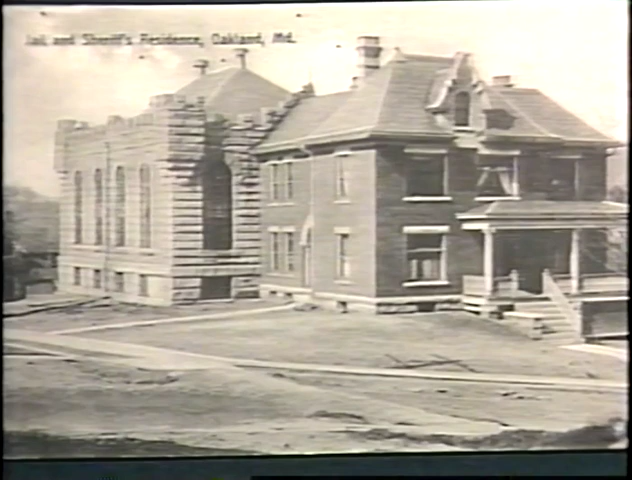 Jail and Sheriff's Residence, Oakland, Md.